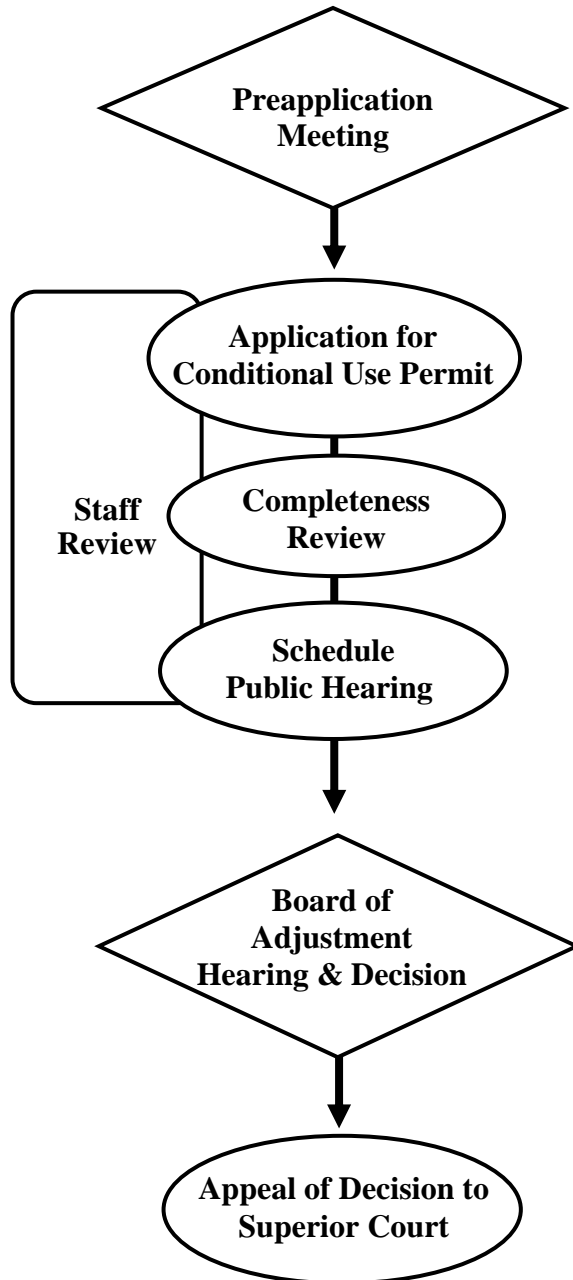 Preapplication
Meeting
Application for
Conditional Use Permit
Staff
Review
Completeness
Review
Schedule
Public Hearing
Board of
Adjustment
Hearing & Decision
Appeal of Decision to
Superior Court